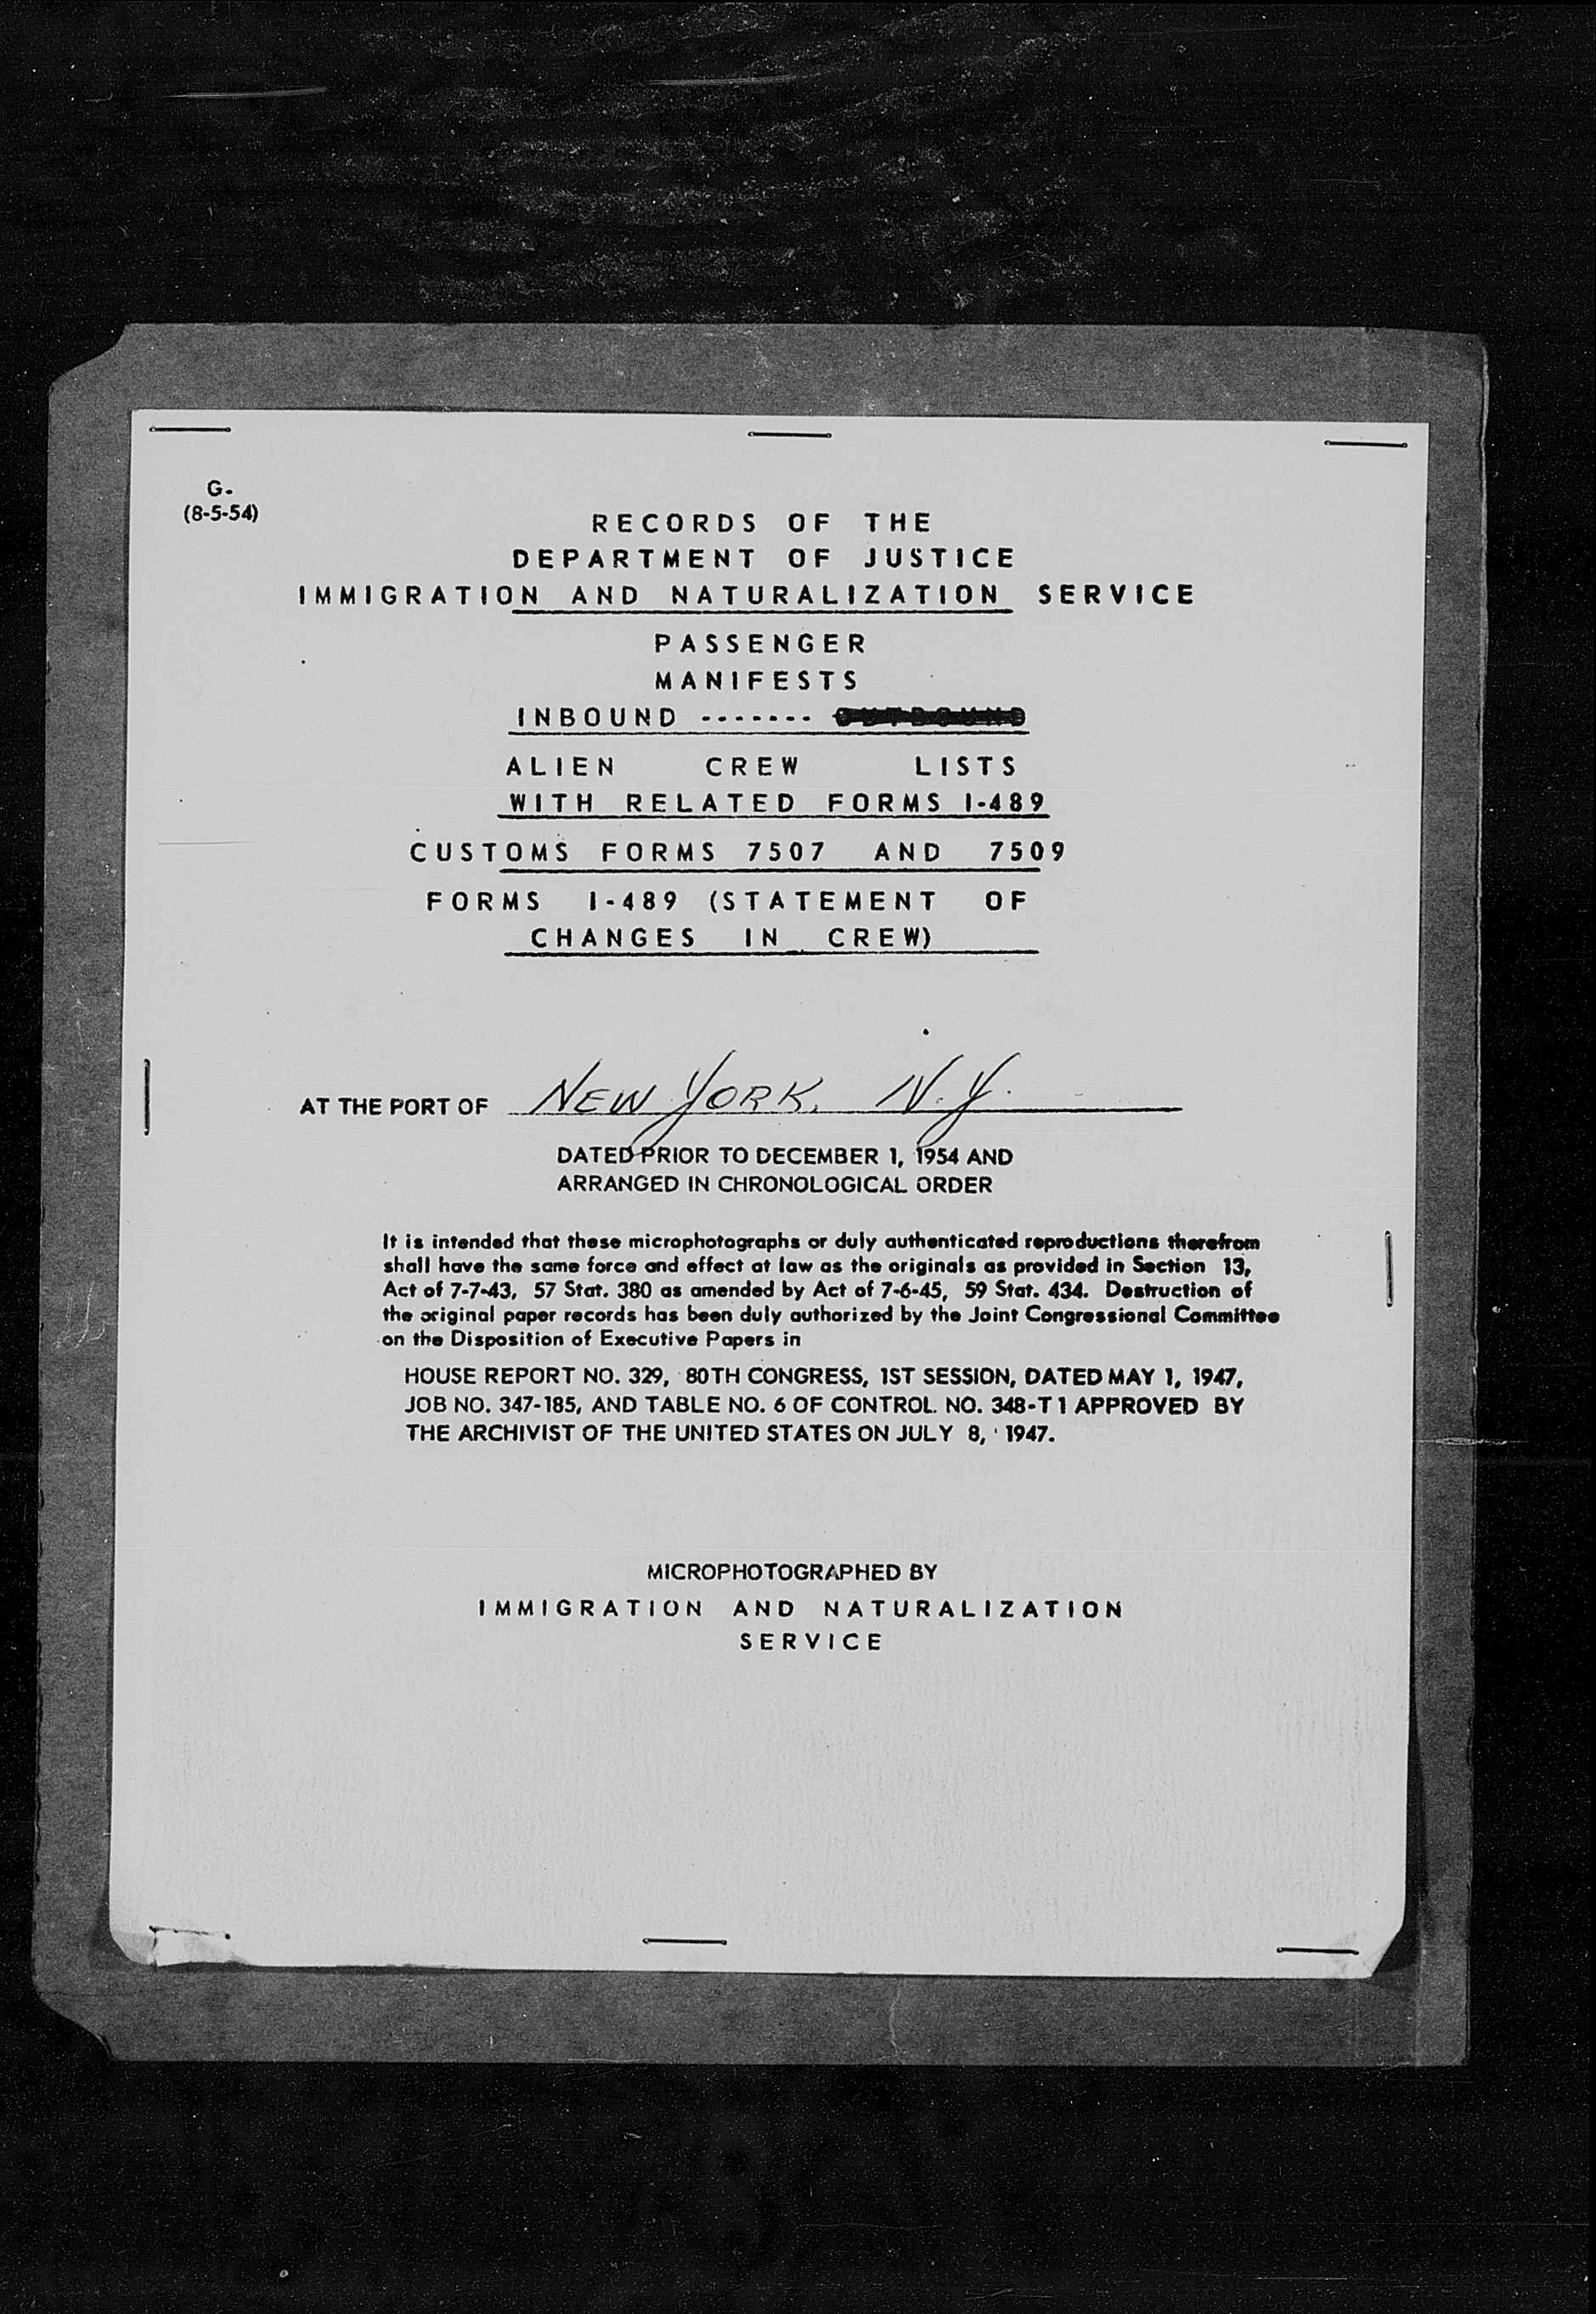 G-
(8-5-54)
RECORDS OF THE
DEPARTMENT OF JUSTICE
IMMIGRATION AND NATURALIZATION SERVICE
PASSENGER
MANIFESTS
INBOUND ------- OUTBOUND
ALIEN CREW LISTS
WITH RELATED FORMS I-489
CUSTOMS FORMS 7507 AND 7509
FORMS I-489 (STATEMENT OF
CHANGES IN CREW)
AT THE PORT OF NEW YORK, N.Y.
DATED PRIOR TO DECEMBER 1, 1954 AND
ARRANGED IN CHRONOLOGICAL ORDER
It is intended that these microphotographs or duly authenticated reproductions therefrom
shall have the same force and effect at law as the originals as provided in Section 13,
Act of 7-7-43, 57 Stat. 380 as amended by Act of 7-6-45, 59 Stat. 434. Destruction of
the original paper records has been duly authorized by the Joint Congressional Committee
on the Disposition of Executive Papers in
HOUSE REPORT NO. 329, 80TH CONGRESS, 1ST SESSION, DATED MAY 1, 1947,
JOB NO. 347-185, AND TABLE NO. 6 OF CONTROL NO. 348-T1 APPROVED BY
THE ARCHIVIST OF THE UNITED STATES ON JULY 8, 1947.
MICROPHOTOGRAPHED BY
IMMIGRATION AND NATURALIZATION
SERVICE